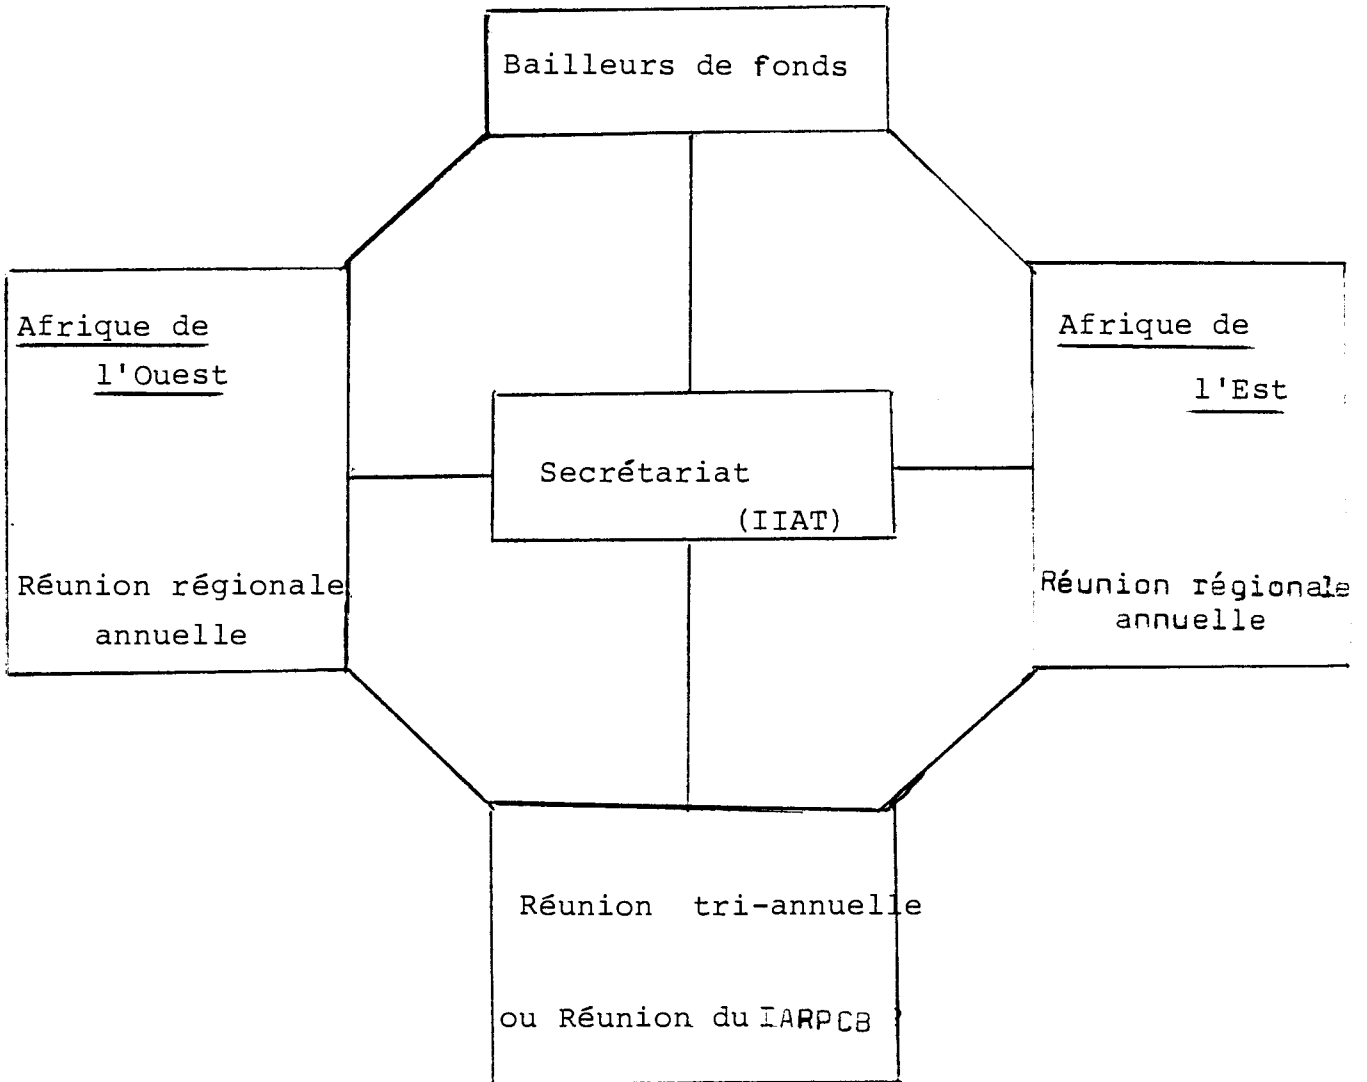 Bailleurs de fonds
Afrique de
l'Ouest
Réunion régionale
annuelle
Secrétariat
(IIAT)
Afrique de
l'Est
Réunion régionale
annuelle
Réunion tri-annuelle
ou Réunion du IARPCB